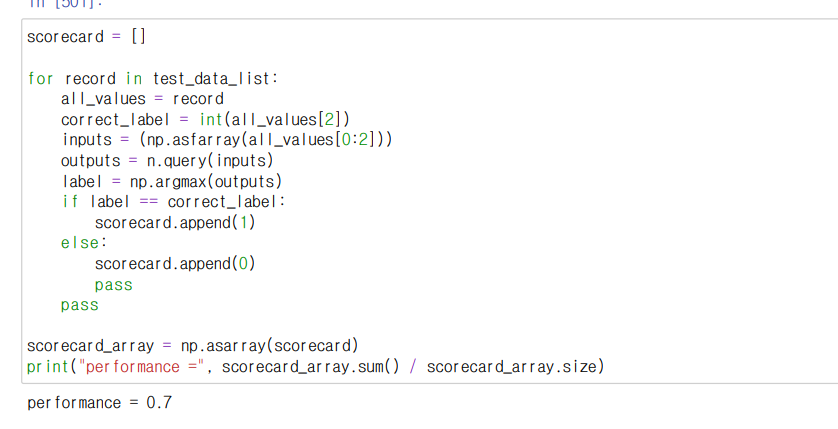 In [501]:
scorecard = []
for record in test_data_list:
    all_values = record
    correct_label = int(all_values[2])
    inputs = (np.asfarray(all_values[0:2]))
    outputs = n.query(inputs)
    label = np.argmax(outputs)
    if label == correct_label:
        scorecard.append(1)
    else:
        scorecard.append(0)
        pass
    pass
scorecard_array = np.asarray(scorecard)
print("performance =", scorecard_array.sum() / scorecard_array.size)
performance = 0.7